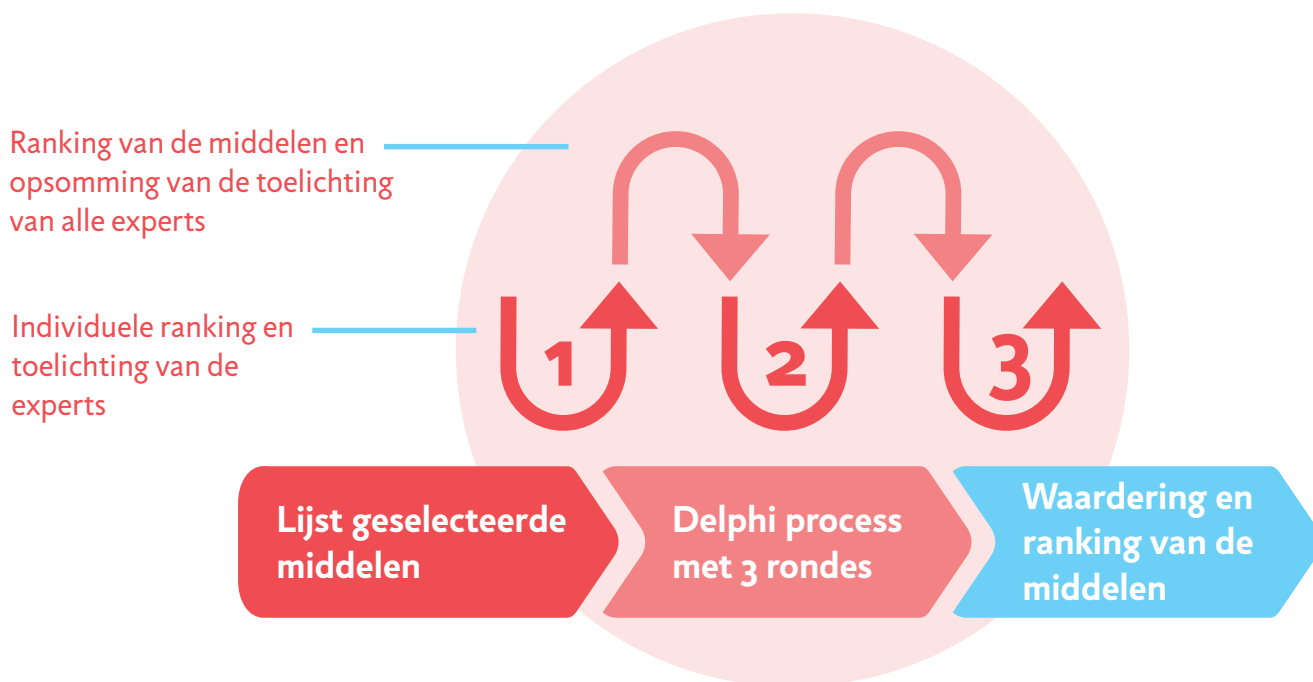 Ranking van de middelen en
opsomming van de toelichting
van alle experts
Individuele ranking en
toelichting van de
experts
1
2
3
Lijst geselecteerde
middelen
Delphi process
met 3 rondes
Waardering en
ranking van de
middelen